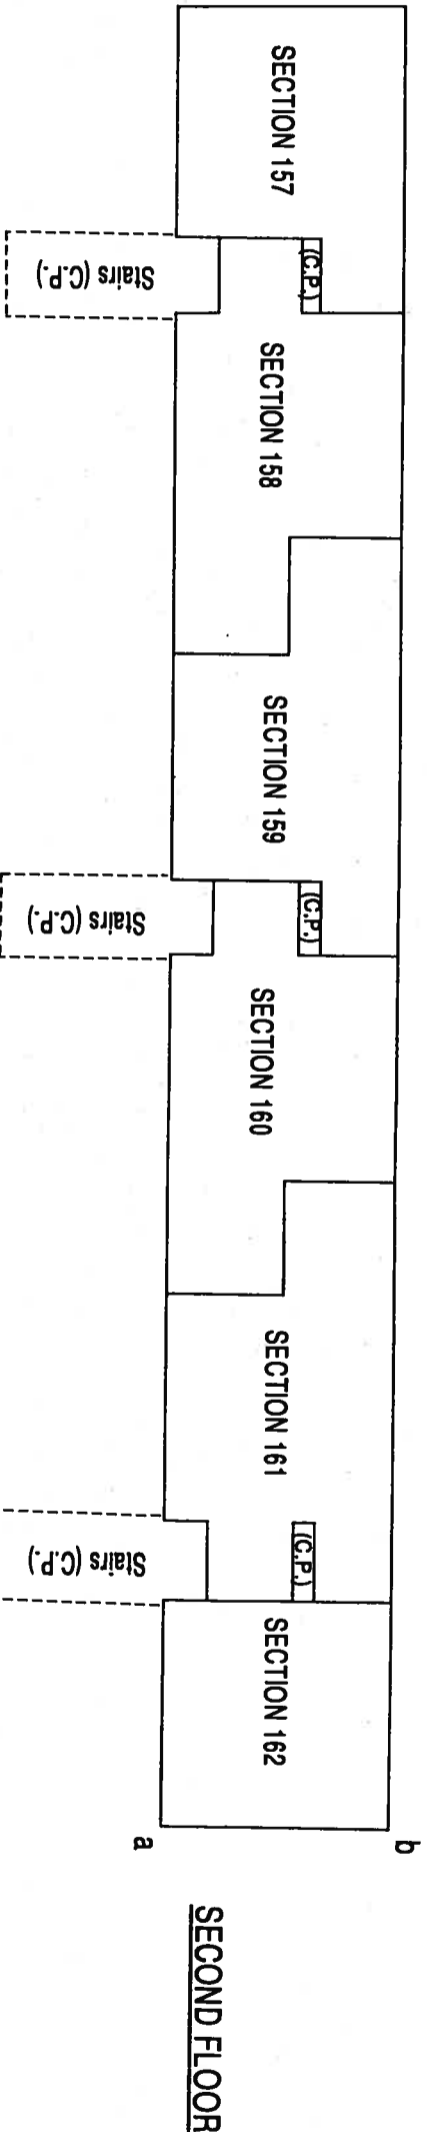 SECTION 157
(C.P.)
Stairs (C.P.)
SECTION 158
SECTION 159
(C.P.)
Stairs (C.P.)
SECTION 160
SECTION 161
(C.P.)
Stairs (C.P.)
SECTION 162
a
b
SECOND FLOOR